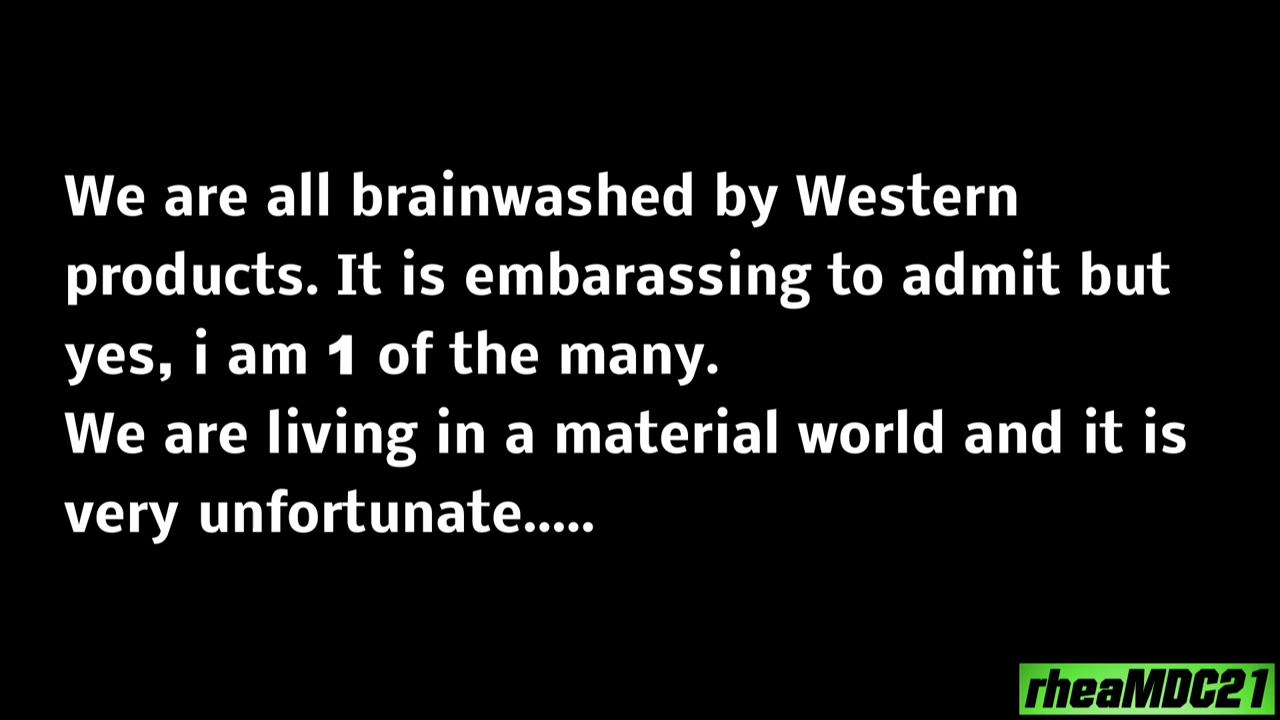 We are all brainwashed by Western
products. It is embarassing to admit but
yes, i am 1 of the many.
We are living in a material world and it is
very unfortunate.....
rheaMDC21